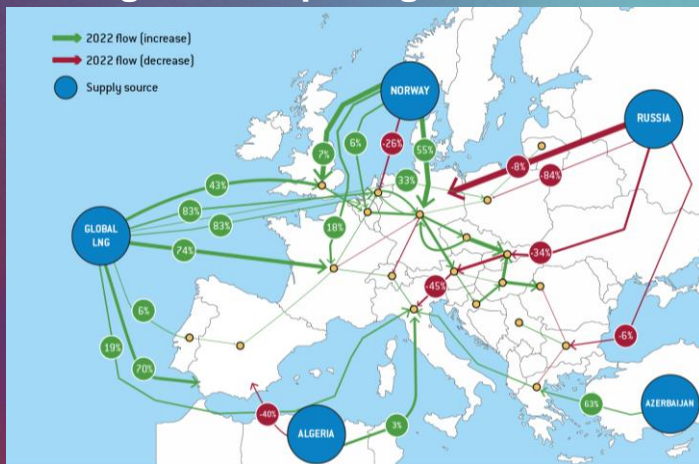 2022 flow (increase)
2022 flow (decrease)
Supply source
NORWAY
RUSSIA
7%
6%
-26%
55%
-8%
-84%
43%
33%
83%
83%
18%
GLOBAL
LNG
74%
-34%
-45%
6%
-6%
19%
70%
63%
AZERBAIJAN
-40%
ALGERIA
3%